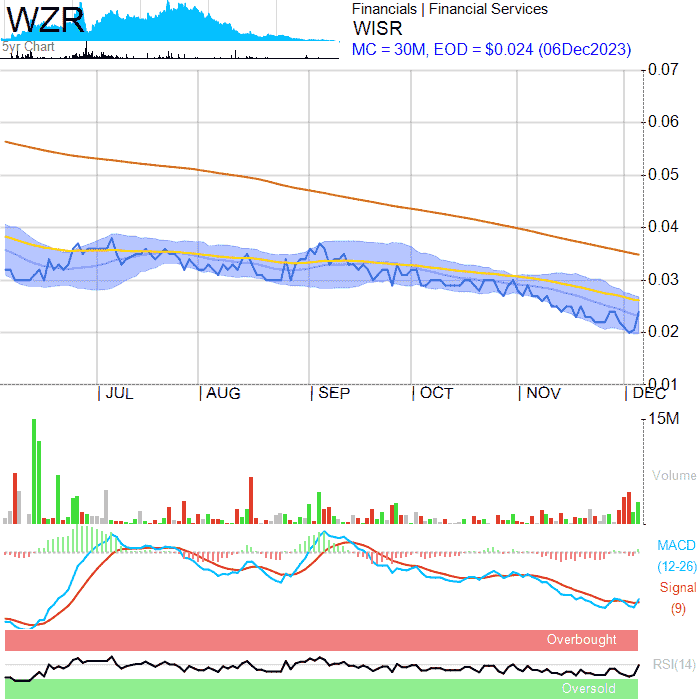 WZR
5yr Chart
Financials | Financial Services
WISR
MC = 30M, EOD = $0.024 (06Dec2023)
0.07
0.06
0.05
0.04
0.03
0.02
0.01
JUL AUG SEP OCT NOV DEC
15M
Volume
MACD
(12-26)
Signal
(9)
Overbought
RSI(14)
Oversold